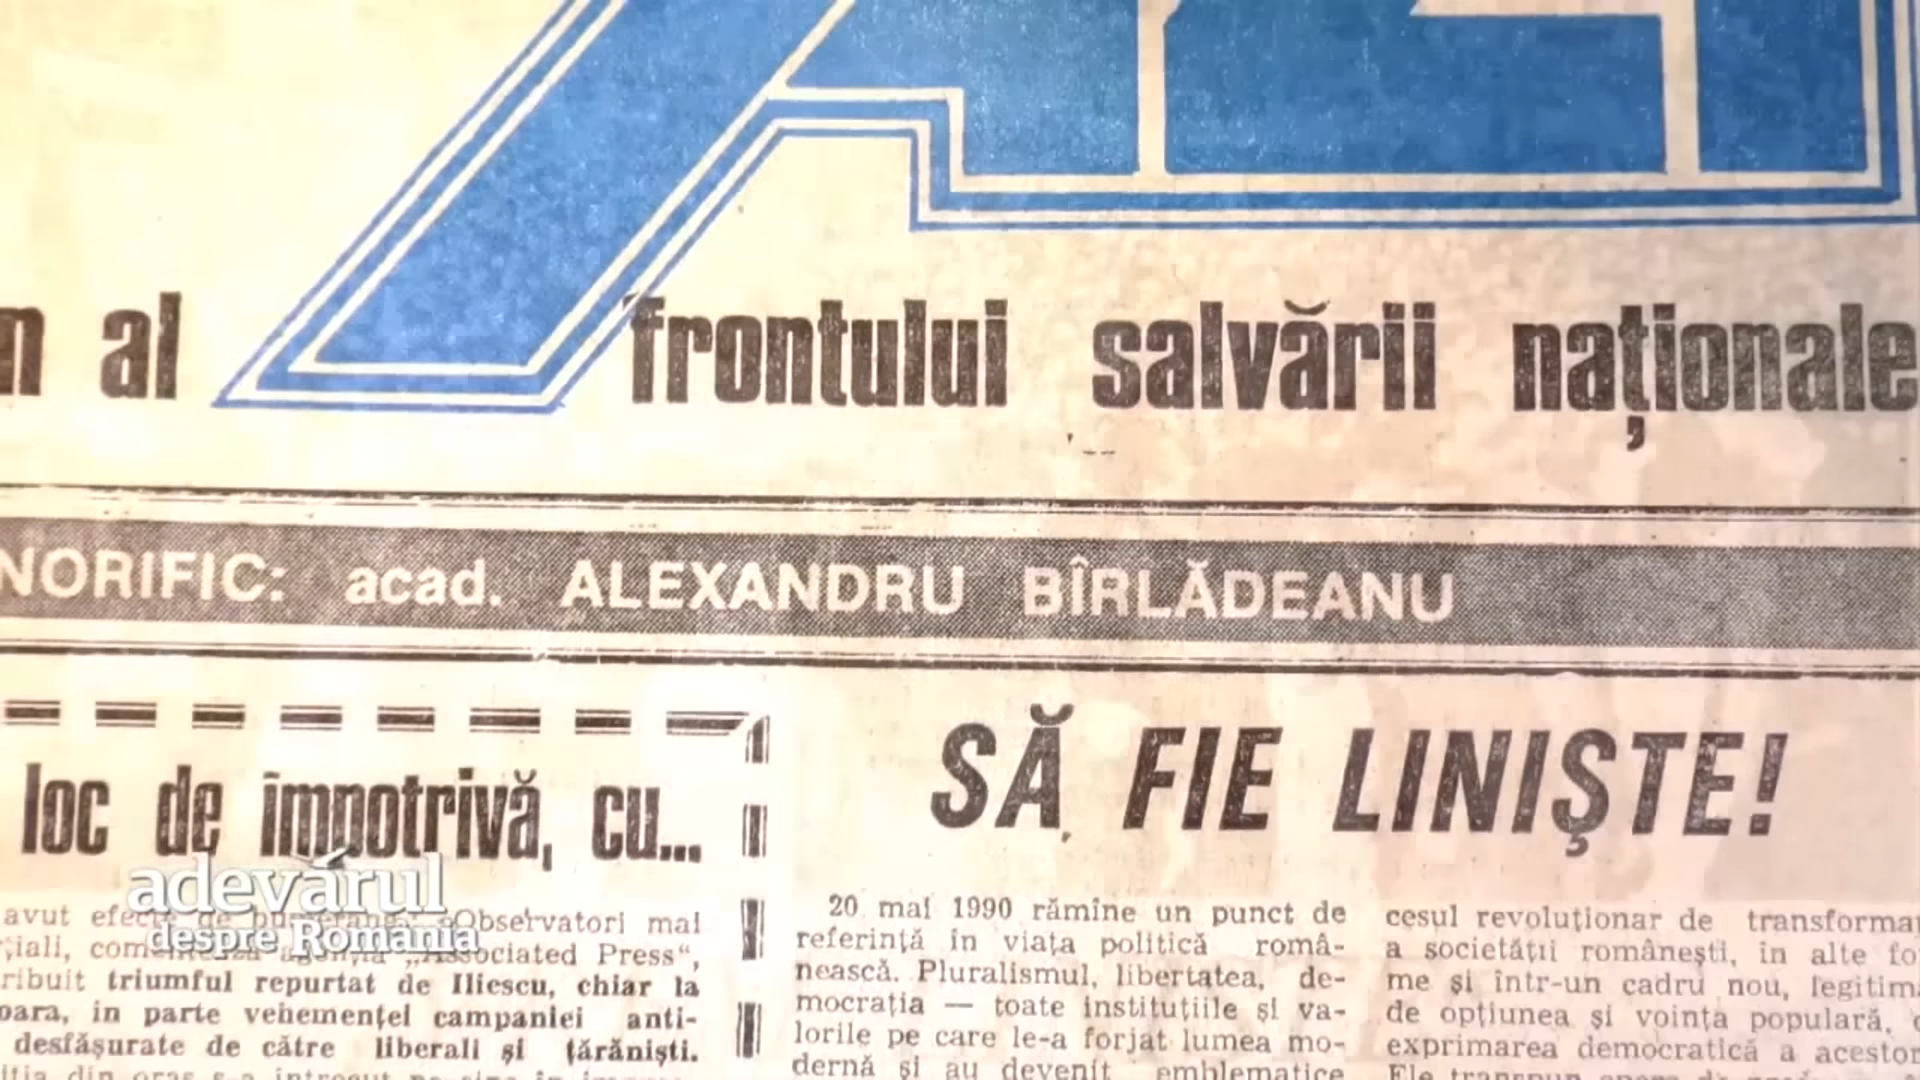 AZI
al frontului salvării naționale
NORIFIC: acad. ALEXANDRU BÎRLĂDEANU
loc de împotrivă, cu...
avut efecte de bumerang. „Observatori mai
comentează agenția „Associated Press“,
triumful repurtat de Iliescu, chiar la
în parte vehemenței campaniei anti-
desfășurate de către liberali și țărăniști.
SĂ FIE LINIȘTE!
20 mai 1990 rămîne un punct de
referință în viața politică româ-
nească. Pluralismul, libertatea, de-
mocrația — toate instituțiile și va-
lorile pe care le-a forjat lumea mo-
dernă și au devenit emblematice
cesul revoluționar de transformar
a societății românești, în alte fo
me și într-un cadru nou, legitima
de opțiunea și voința populară,
exprimarea democratică a acestor
adevărul
despre România